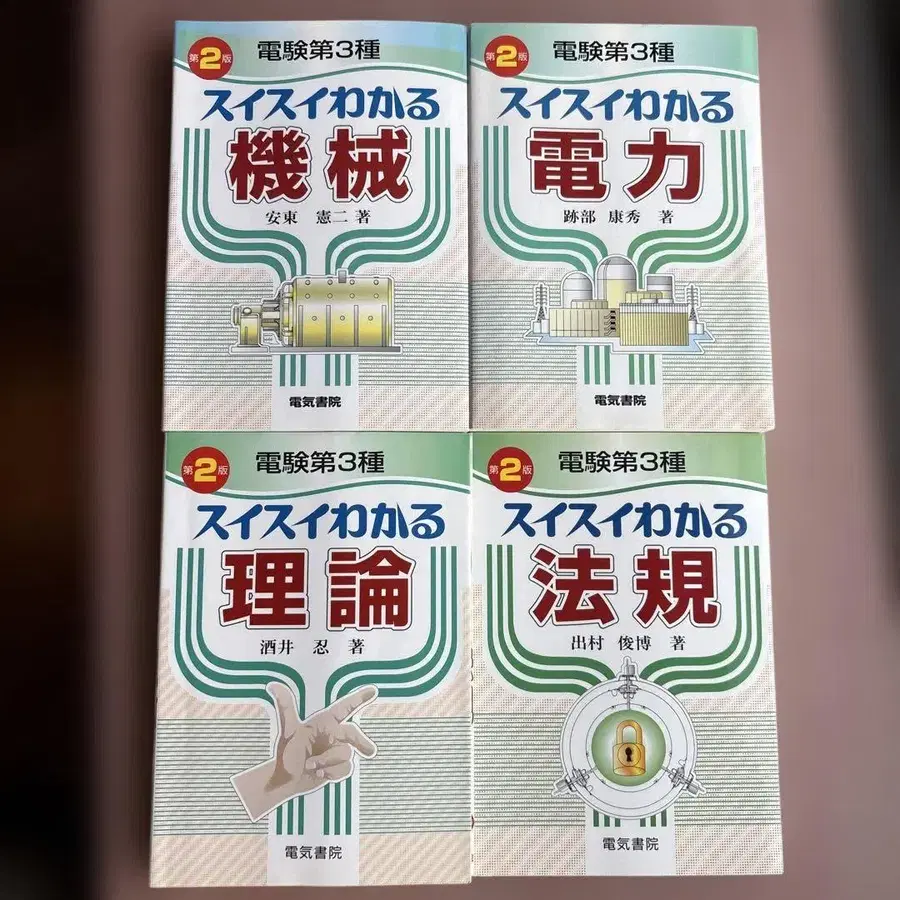 第2版
電験第3種
スイスイわかる
機械
安東 憲二 著
電気書院
第2版
電験第3種
スイスイわかる
電力
跡部 康秀 著
電気書院
第2版
電験第3種
スイスイわかる
理論
酒井 忍 著
電気書院
第2版
電験第3種
スイスイわかる
法規
出村 俊博 著
電気書院